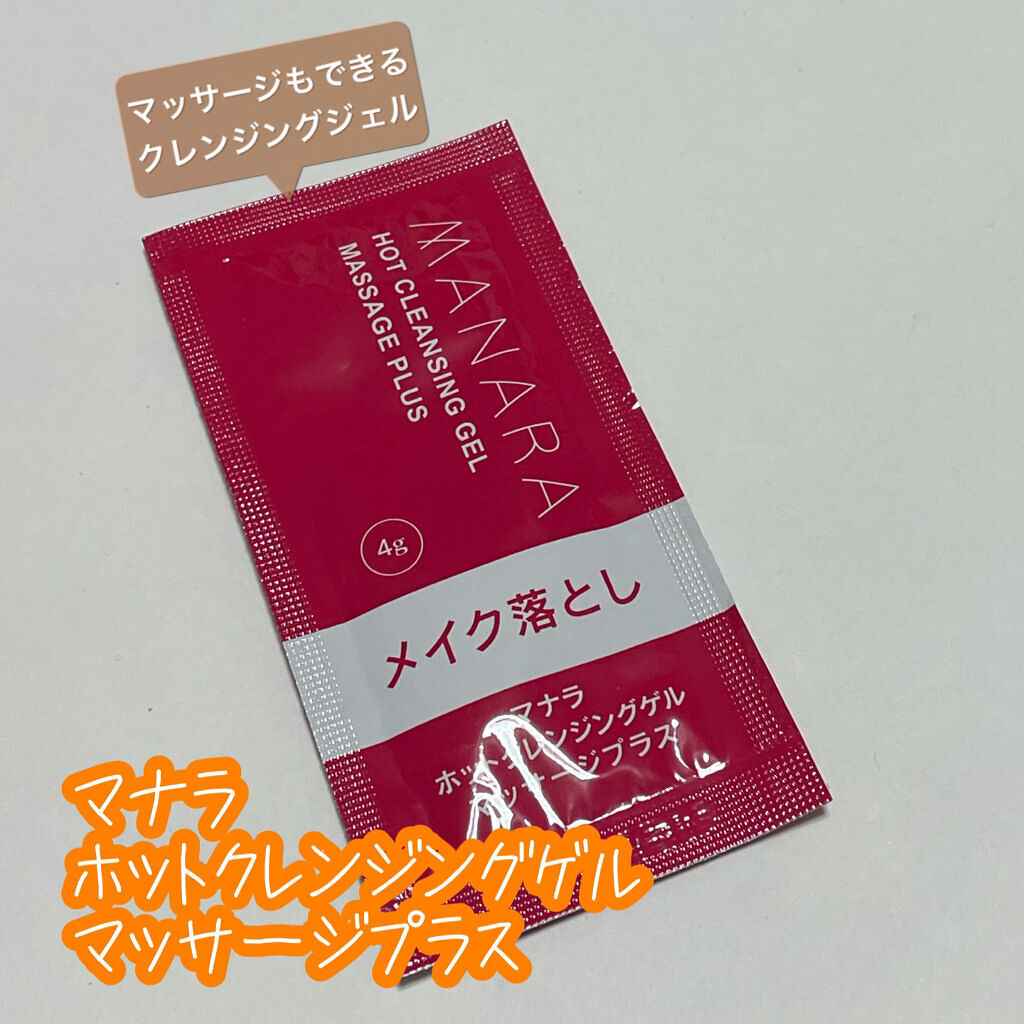 マッサージもできる
クレンジングジェル
MANARA
HOT CLEANSING GEL
MASSAGE PLUS
4g
メイク落とし
マナラ
ホットクレンジングゲル
マッサージプラス
マナラ
ホットクレンジングゲル
マッサージプラス